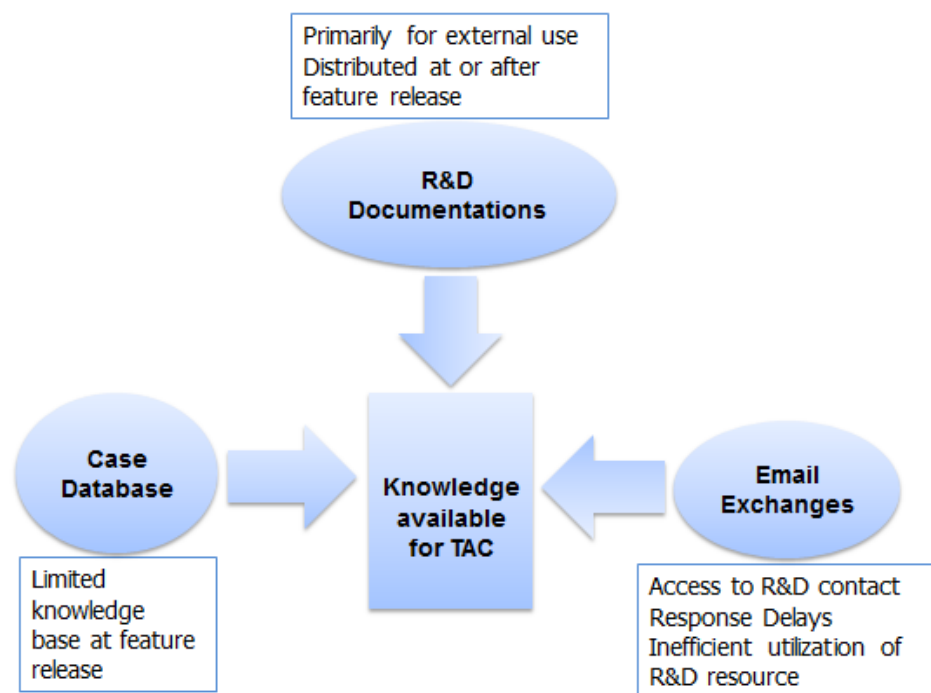 Primarily for external use
Distributed at or after
feature release
R&D
Documentations
Case
Database
Knowledge
available
for TAC
Email
Exchanges
Limited
knowledge
base at feature
release
Access to R&D contact
Response Delays
Inefficient utilization of
R&D resource